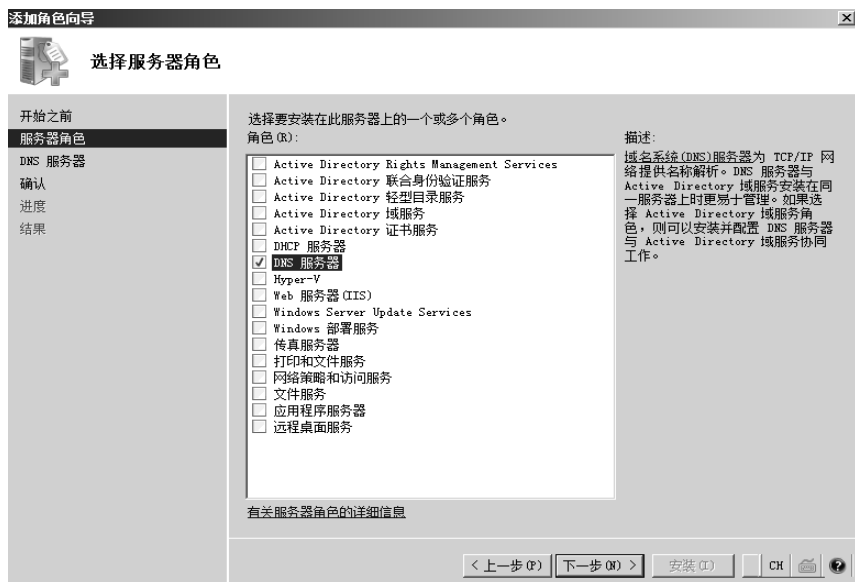 添加角色向导
选择服务器角色
开始之前
服务器角色
DNS 服务器
确认
进度
结果
选择要安装在此服务器上的一个或多个角色。
角色(R):
Active Directory Rights Management Services
Active Directory 联合身份验证服务
Active Directory 轻型目录服务
Active Directory 域服务
Active Directory 证书服务
DHCP 服务器
DNS 服务器
Hyper-V
Web 服务器(IIS)
Windows Server Update Services
Windows 部署服务
传真服务器
打印和文件服务
网络策略和访问服务
文件服务
应用程序服务器
远程桌面服务
有关服务器角色的详细信息
描述:
域名系统(DNS)服务器为 TCP/IP 网
络提供名称解析。DNS 服务器与
Active Directory 域服务安装在同
一服务器上时更易十管理。如果选
择 Active Directory 域服务角
色，则可以安装并配置 DNS 服务器
与 Active Directory 域服务协同
工作。
< 上一步(P)
下一步(N) >
安装(I)
CH